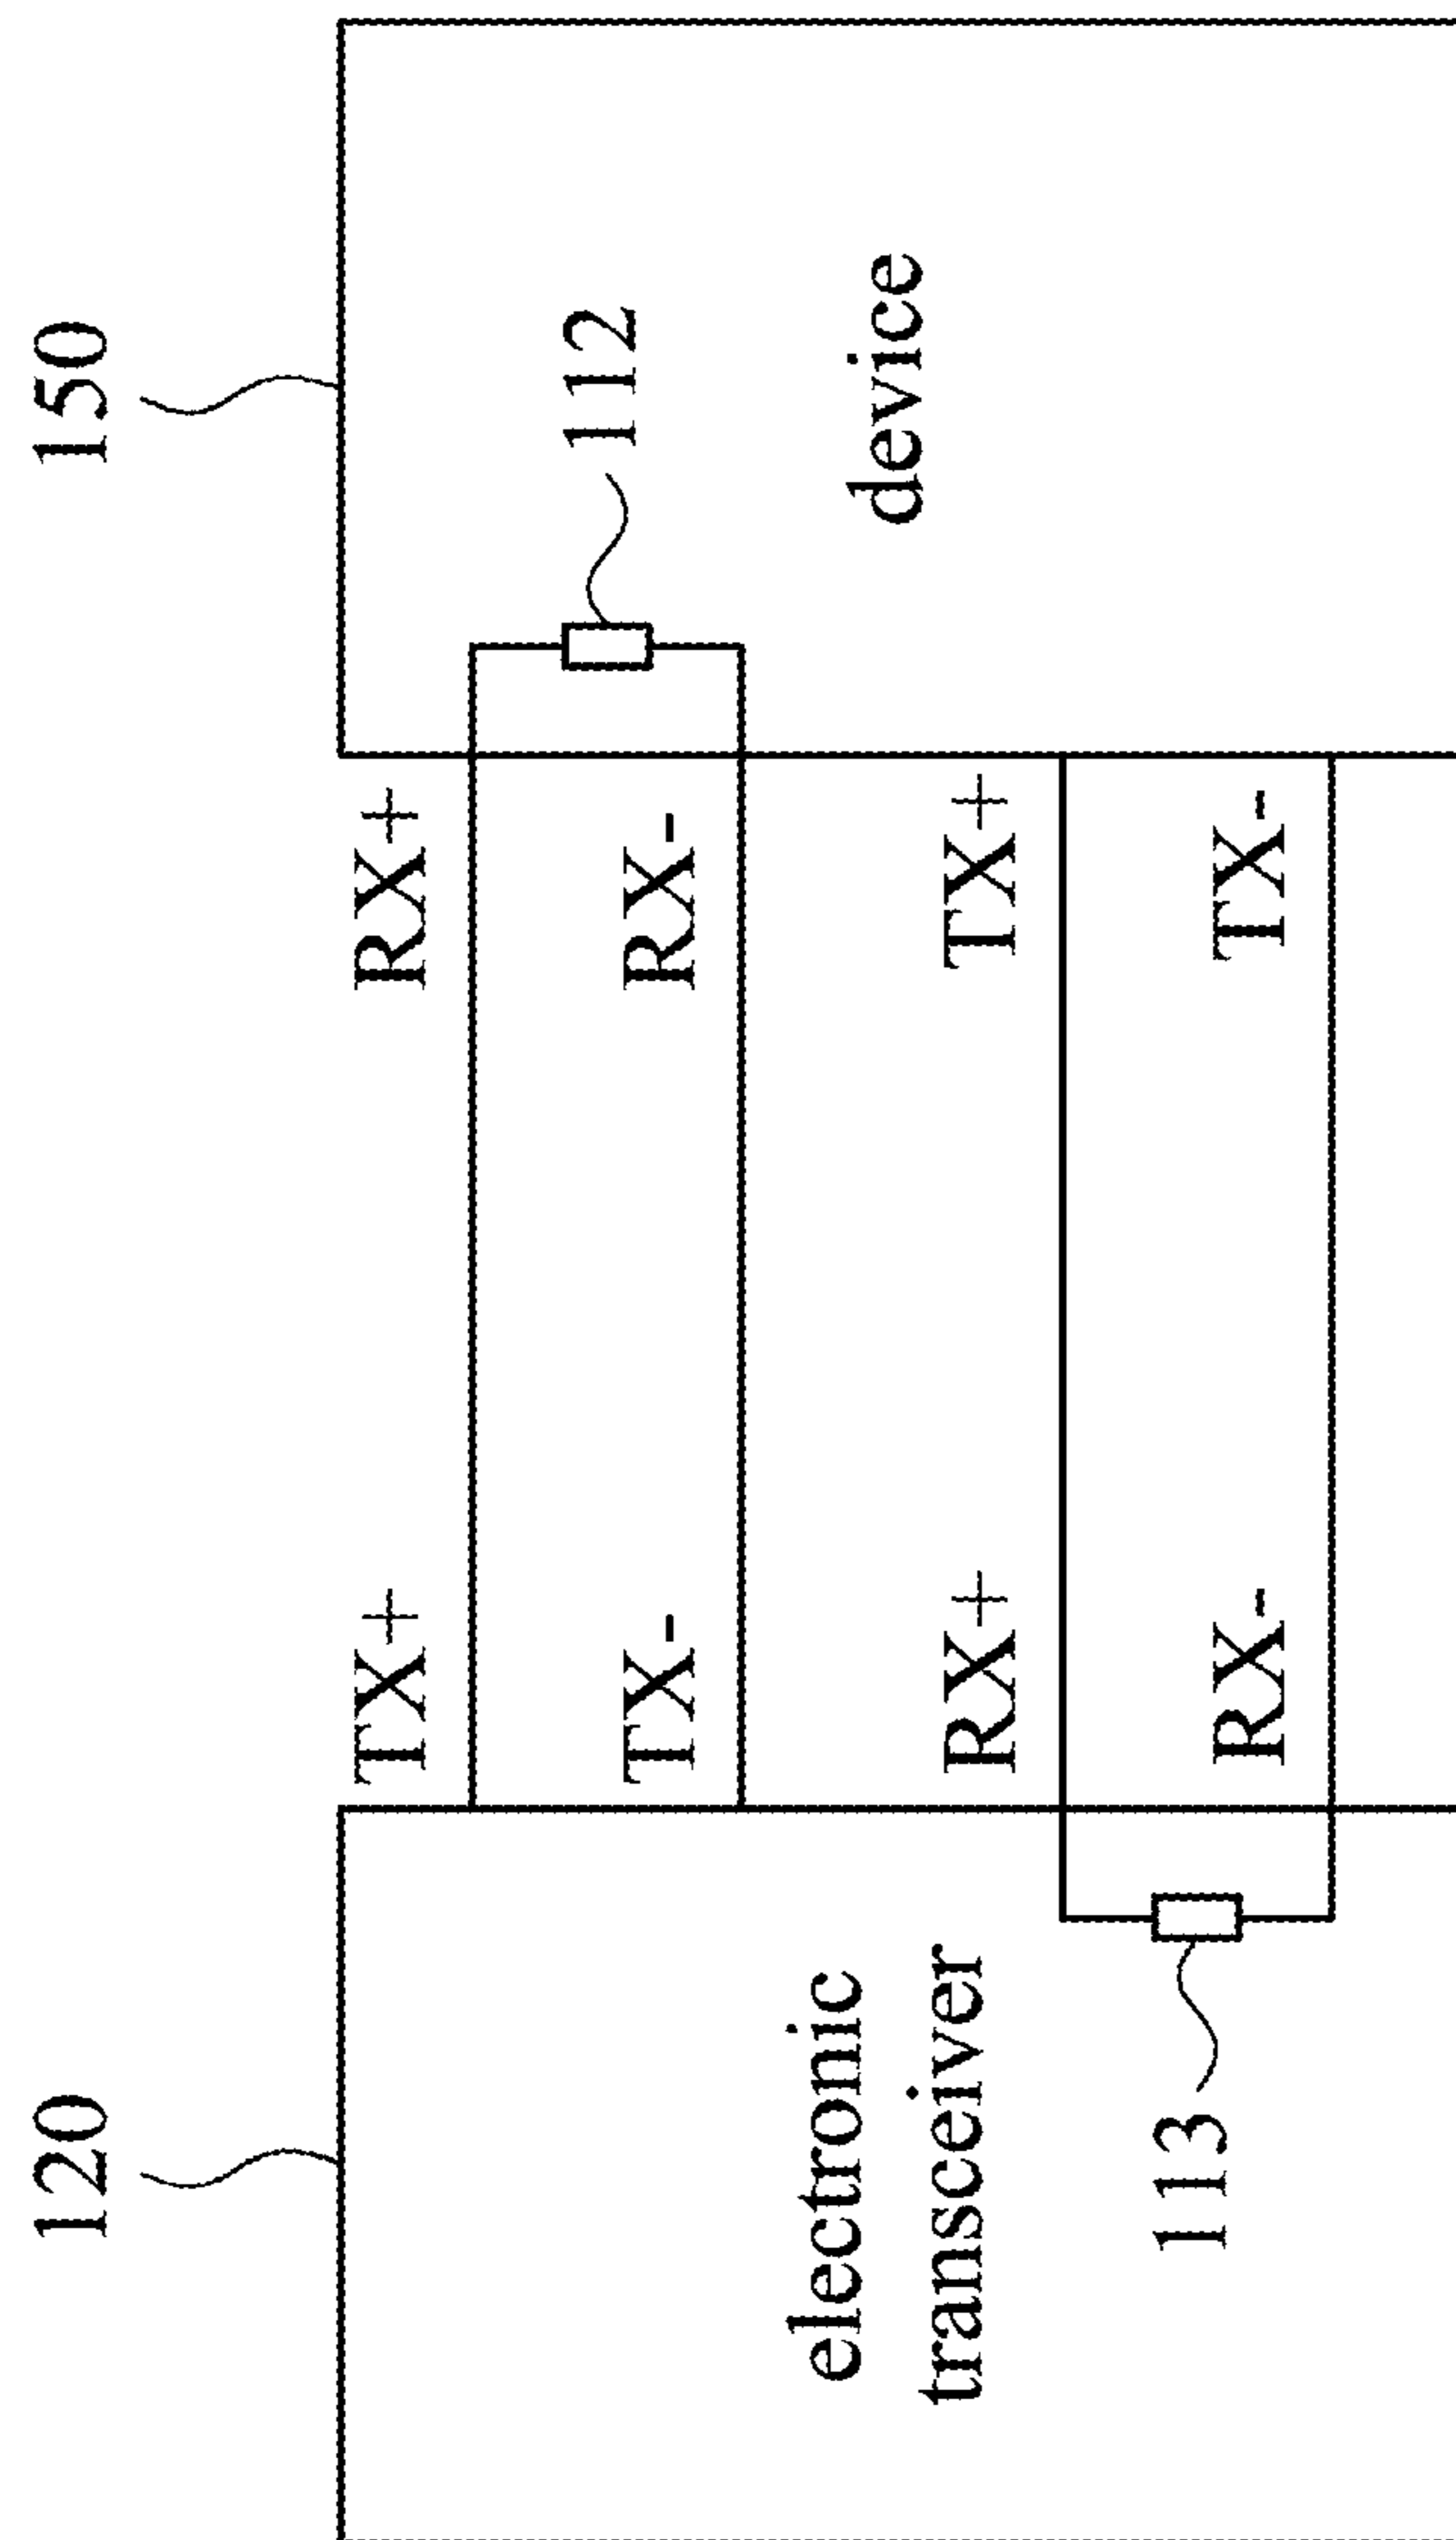 120
150
TX+
RX+
112
TX-
RX-
electronic
transceiver
device
RX+
TX+
113
RX-
TX-